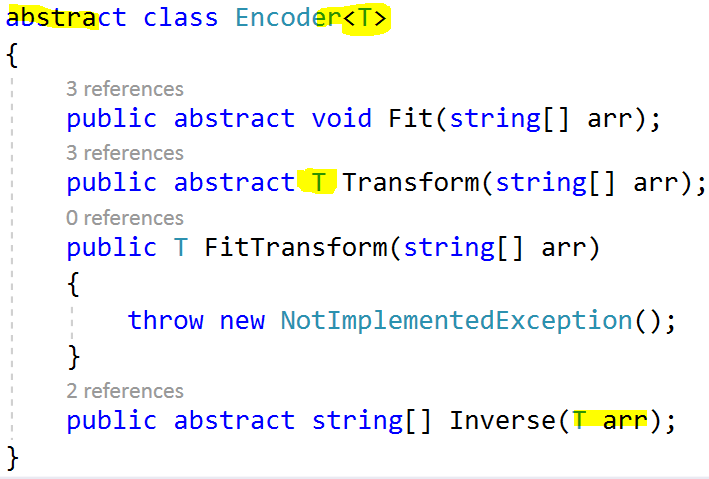 abstract class Encoder<T>
{
3 references
public abstract void Fit(string[] arr);
3 references
public abstract T Transform(string[] arr);
0 references
public T FitTransform(string[] arr)
{
throw new NotImplementedException();
}
2 references
public abstract string[] Inverse(T arr);
}